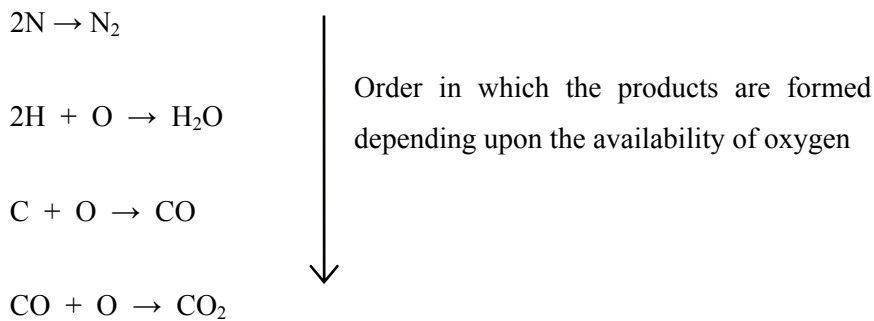 2N → N₂
2H + O → H₂O
Order in which the products are formed
depending upon the availability of oxygen
C + O → CO
CO + O → CO₂